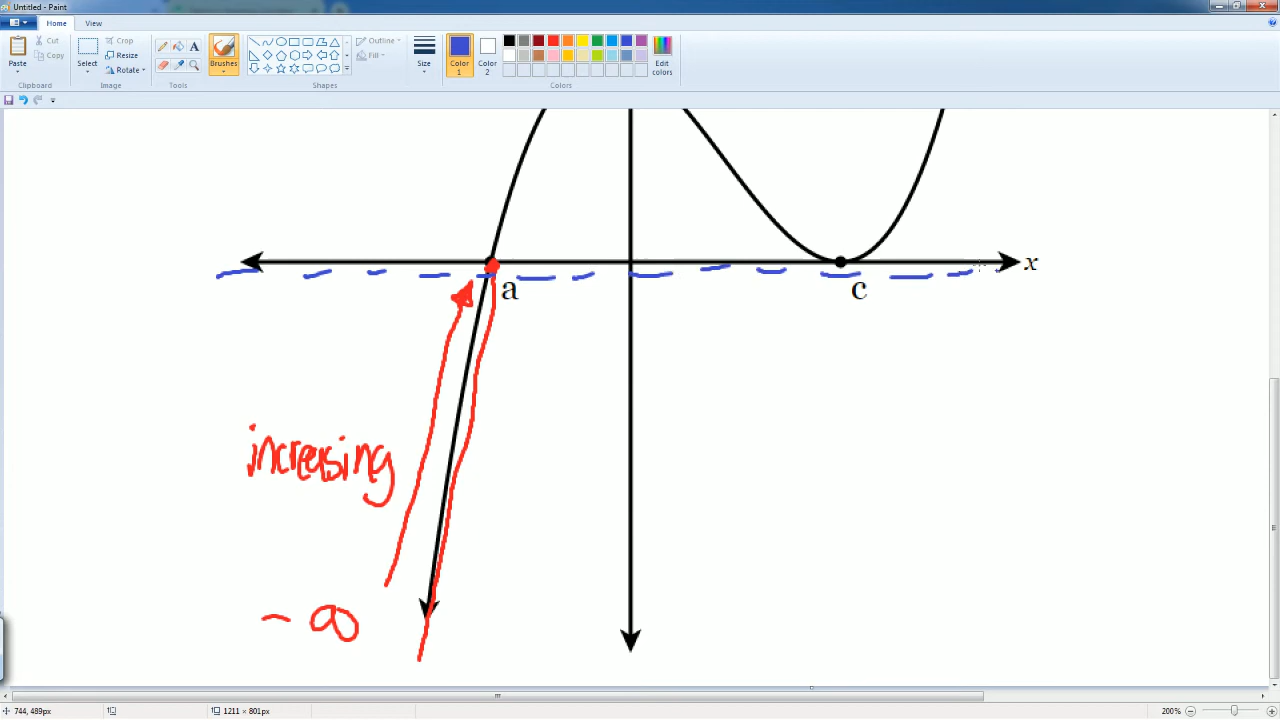 Untitled - Paint
Home View
Paste
Cut
Copy
Clipboard
Select
Crop
Resize
Rotate
Image
A
Tools
Brushes
Outline
Fill
Shapes
Size
Color 1
Color 2
Edit colors
Colors
x
a
c
increasing
- ∞
744, 489px
1211 × 801px
200%